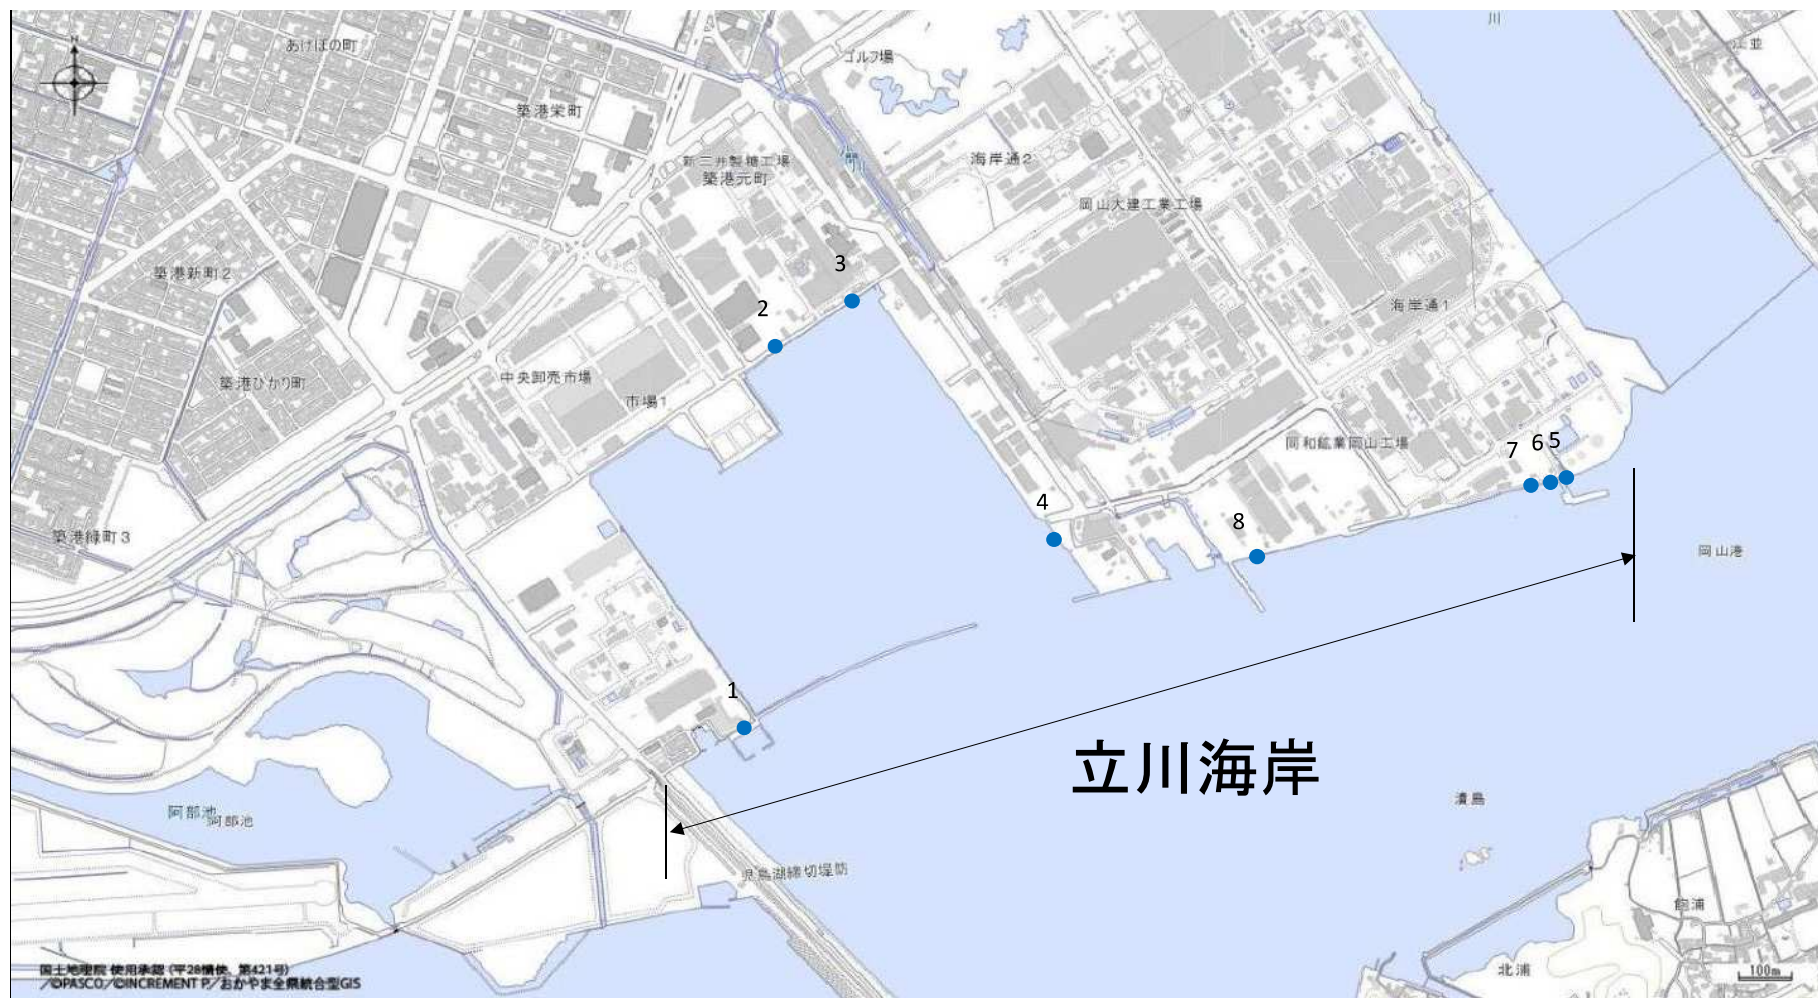 N
川
江並
あけぼの町
ゴルフ場
築港栄町
海岸通2
新三井製糖工場
築港元町
岡山大建工業工場
築港新町2
3
2
海岸通1
中央卸売市場
築港ひかり町
市場1
同和鉱業岡山工場
7
6
5
4
8
築港緑町3
岡山港
1
立川海岸
阿部池
阿部池
児島湖締切堤防
飽浦
北浦
100m
国土地理院 使用承認（平28情使、第421号）
／©PASCO／©INCREMENT P／おかやま全県統合型GIS